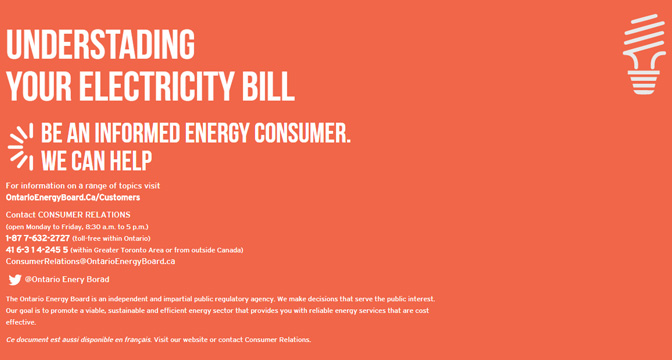 UNDERSTADING
YOUR ELECTRICITY BILL
BE AN INFORMED ENERGY CONSUMER.
WE CAN HELP
For information on a range of topics visit
OntarioEnergyBoard.Ca/Customers
Contact CONSUMER RELATIONS
(open Monday to Friday, 8:30 a.m. to 5 p.m.)
1-87 7-632-2727 (toll-free within Ontario)
41 6-3 1 4-245 5 (within Greater Toronto Area or from outside Canada)
ConsumerRelations@OntarioEnergyBoard.ca
@Ontario Enery Borad
The Ontario Energy Board is an independent and impartial public regulatory agency. We make decisions that serve the public interest,
Our goal is to promote a viable, sustainable and efficient energy sector that provides you with reliable energy services that are cost
effective.
Ce document est aussi disponible en français. Visit our website or contact Consumer Relations.